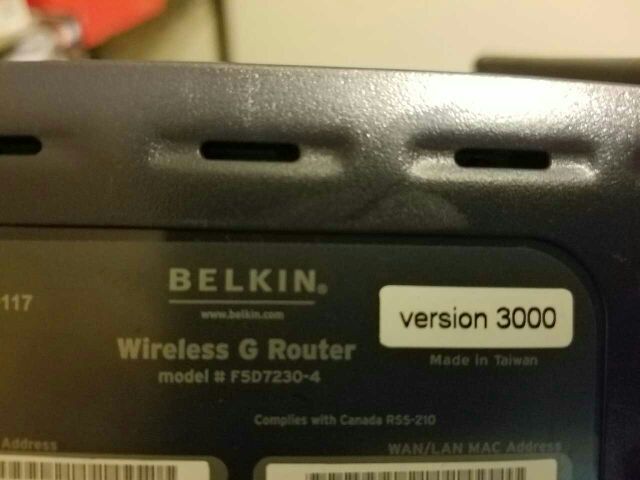 117
BELKIN®
www.belkin.com
version 3000
Wireless G Router
Made in Taiwan
model # F5D7230-4
Complies with Canada RSS-210
Address
WAN/LAN MAC Address